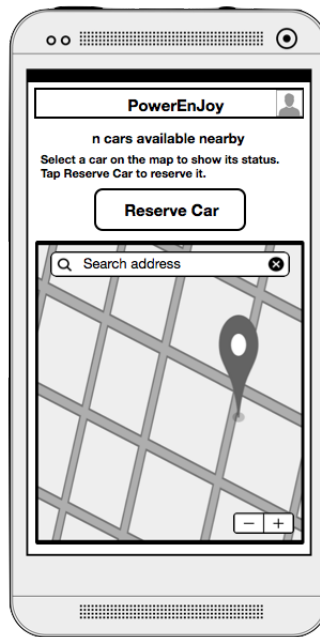 PowerEnJoy
n cars available nearby
Select a car on the map to show its status.
Tap Reserve Car to reserve it.
Reserve Car
Search address